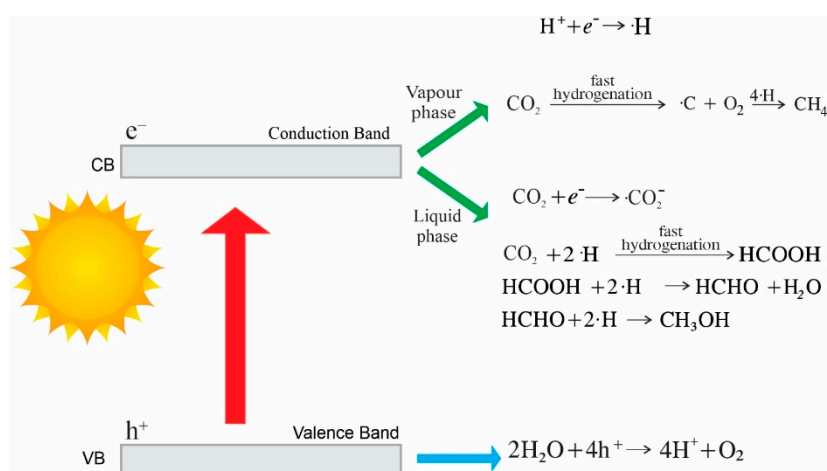 H⁺+e⁻→·H
Vapour phase
CO₂ fast hydrogenation → ·C + O₂ 4·H → CH₄
e⁻
Conduction Band
CB
CO₂ +e⁻→·CO₂⁻
Liquid phase
CO₂ +2·H fast hydrogenation →HCOOH
HCOOH +2·H →HCHO +H₂O
HCHO+2·H→CH₃OH
h⁺
Valence Band
VB
2H₂O+4h⁺→4H⁺+O₂